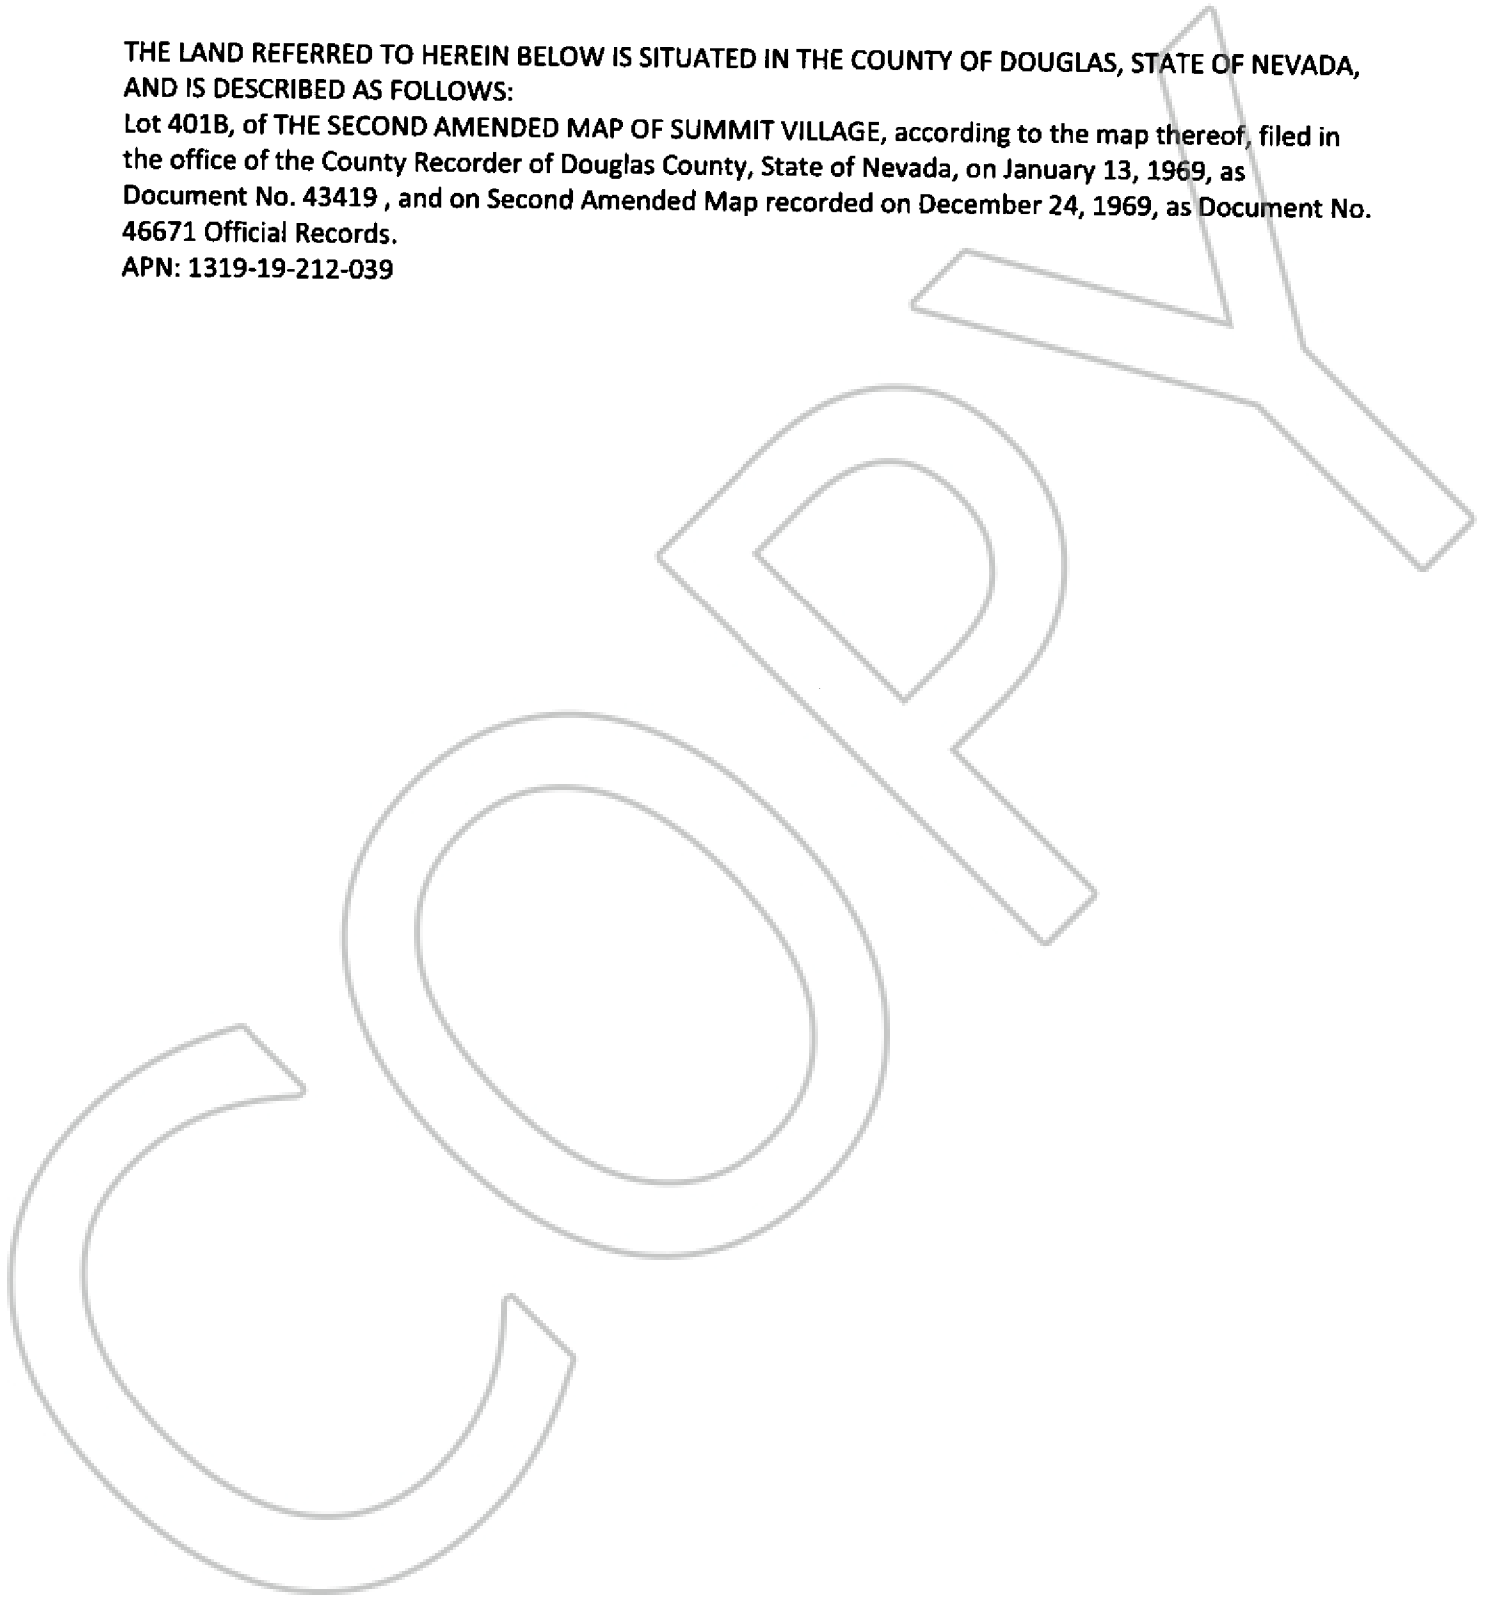 THE LAND REFERRED TO HEREIN BELOW IS SITUATED IN THE COUNTY OF DOUGLAS, STATE OF NEVADA,
AND IS DESCRIBED AS FOLLOWS:
Lot 401B, of THE SECOND AMENDED MAP OF SUMMIT VILLAGE, according to the map thereof, filed in
the office of the County Recorder of Douglas County, State of Nevada, on January 13, 1969, as
Document No. 43419 , and on Second Amended Map recorded on December 24, 1969, as Document No.
46671 Official Records.
APN: 1319-19-212-039
COPY